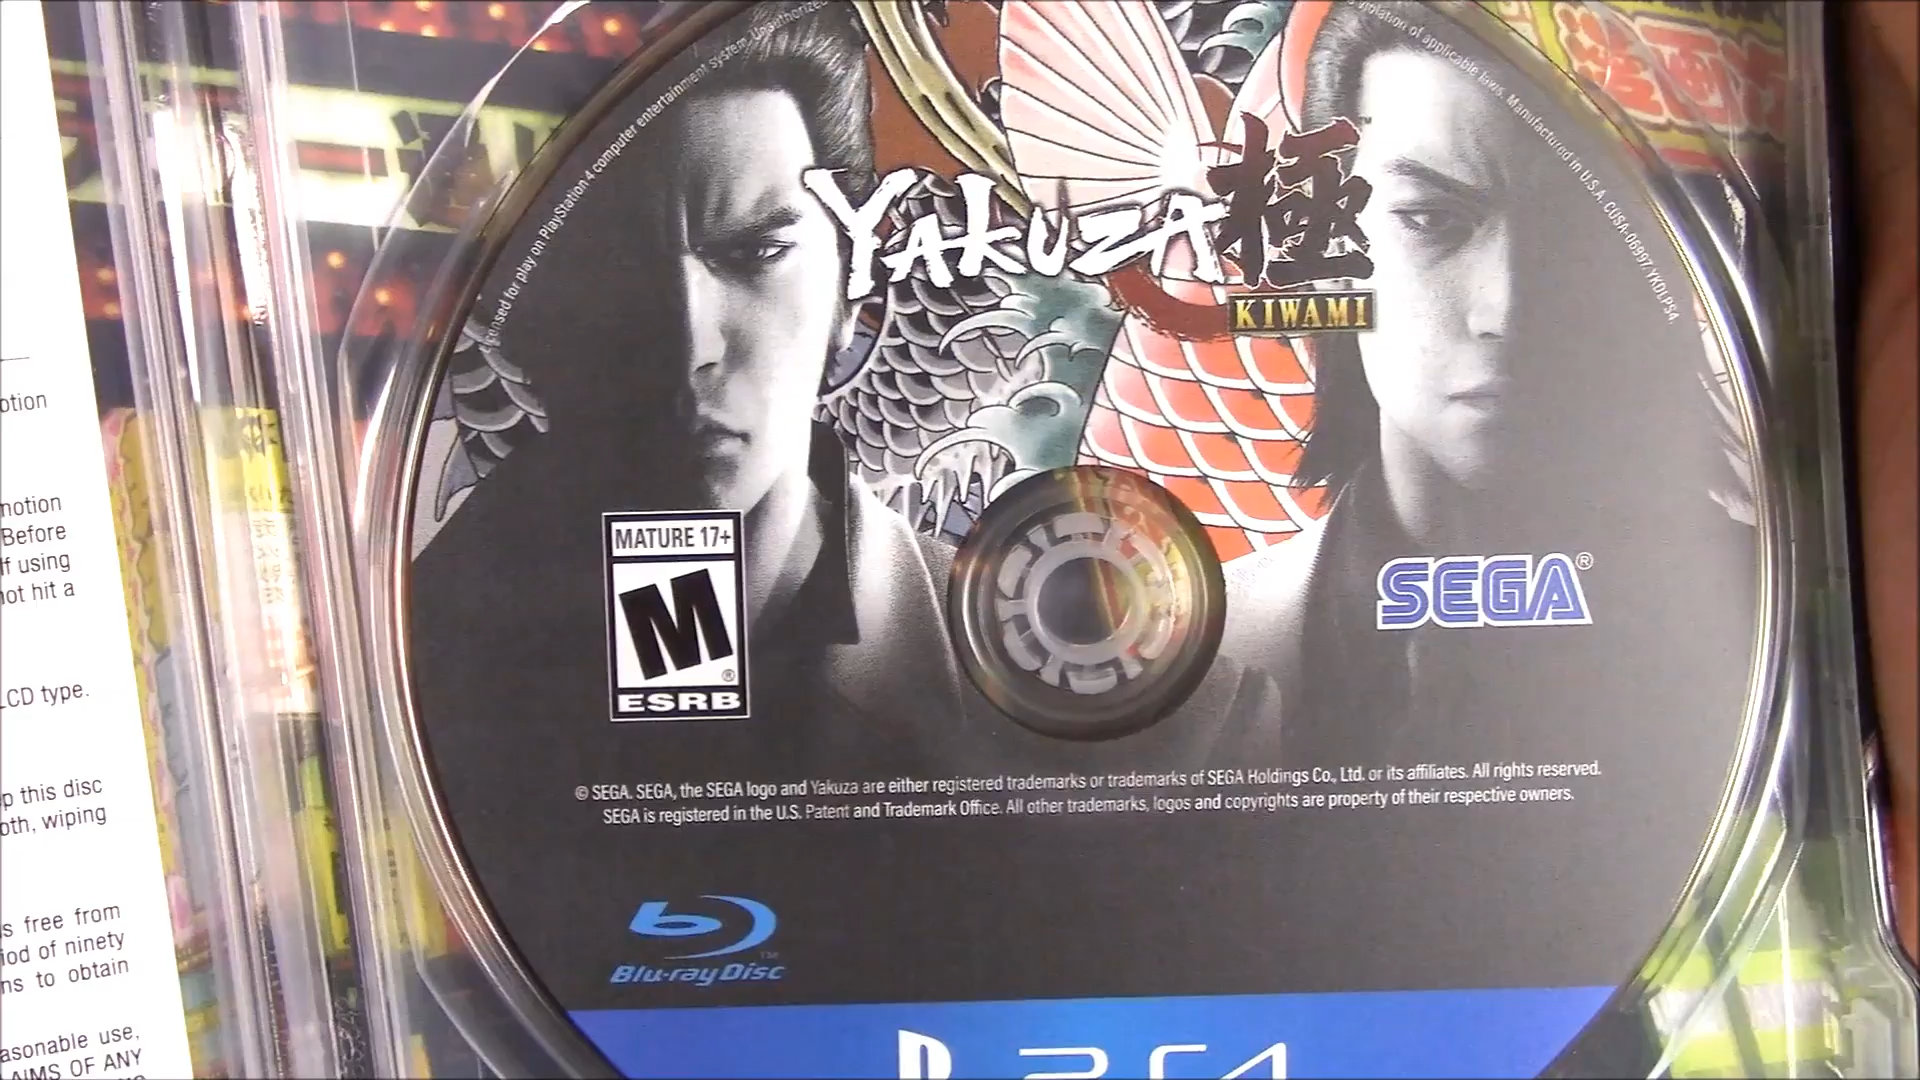 Licensed for play on PlayStation 4 computer entertainment system. Unauthorized
violation of applicable laws. Manufactured in U.S.A. CUSA-06997 YKDLPS4
YAKUZA 極
KIWAMI
MATURE 17+
M
ESRB
SEGA
© SEGA. SEGA, the SEGA logo and Yakuza are either registered trademarks or trademarks of SEGA Holdings Co., Ltd. or its affiliates. All rights reserved.
SEGA is registered in the U.S. Patent and Trademark Office. All other trademarks, logos and copyrights are property of their respective owners.
Blu-ray Disc
PS4
otion
motion
Before
If using
not hit a
LCD type.
p this disc
oth, wiping
s free from
iod of ninety
ns to obtain
asonable use,
AIMS OF ANY